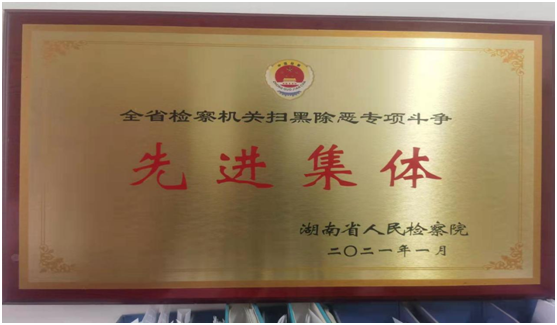 全省检察机关扫黑除恶专项斗争
先进集体
湖南省人民检察院
二〇二一年一月